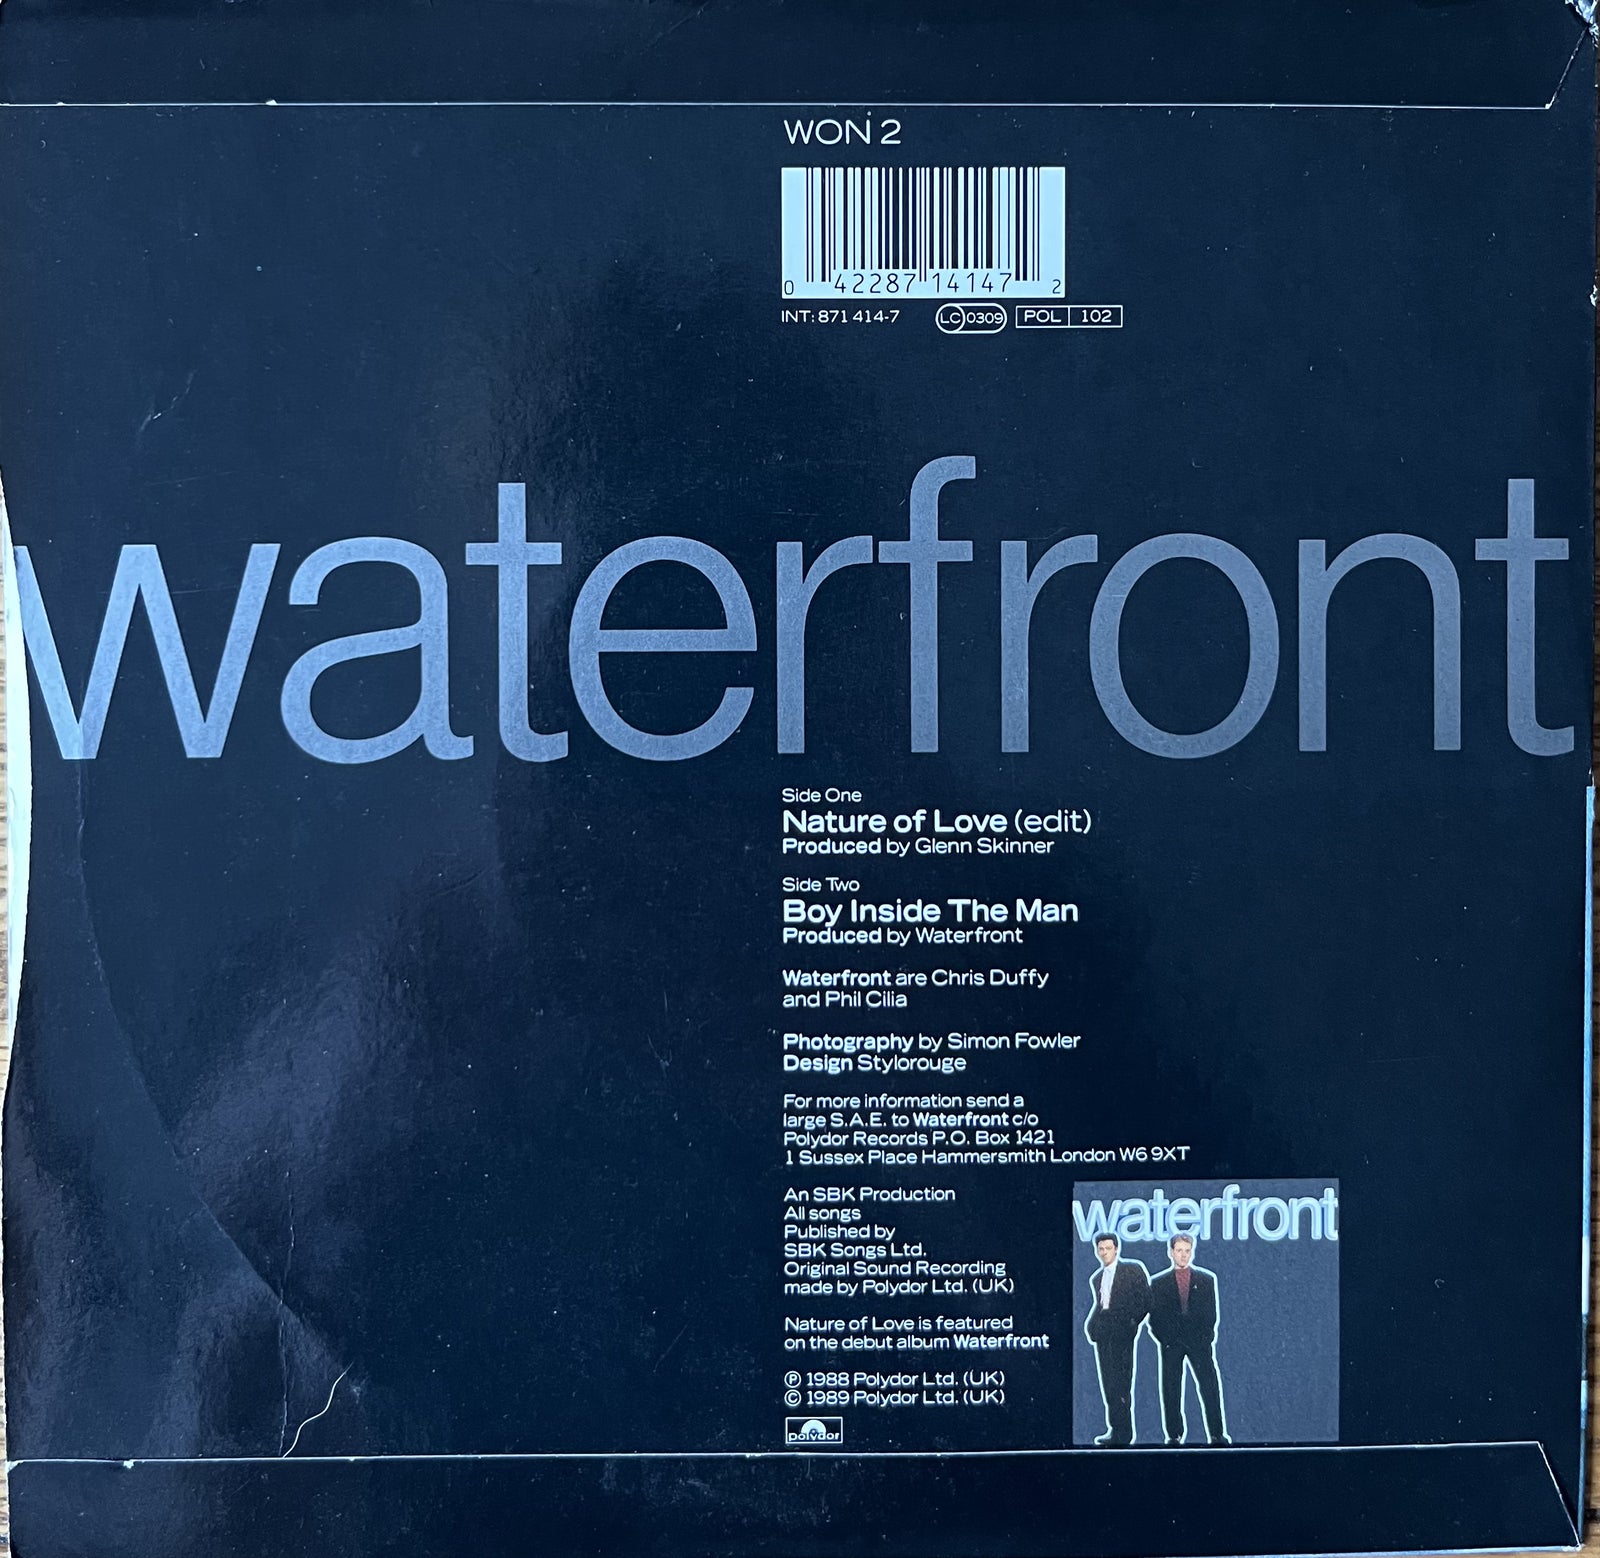 WON 2
0 42287 14147 2
INT: 871 414-7 LC 0309 POL 102
waterfront
Side One
Nature of Love (edit)
Produced by Glenn Skinner
Side Two
Boy Inside The Man
Produced by Waterfront
Waterfront are Chris Duffy
and Phil Cilia
Photography by Simon Fowler
Design Stylorouge
For more information send a
large S.A.E. to Waterfront c/o
Polydor Records P.O. Box 1421
1 Sussex Place Hammersmith London W6 9XT
An SBK Production
All songs
Published by
SBK Songs Ltd.
Original Sound Recording
made by Polydor Ltd. (UK)
Nature of Love is featured
on the debut album Waterfront
℗ 1988 Polydor Ltd. (UK)
© 1989 Polydor Ltd. (UK)
polydor
waterfront